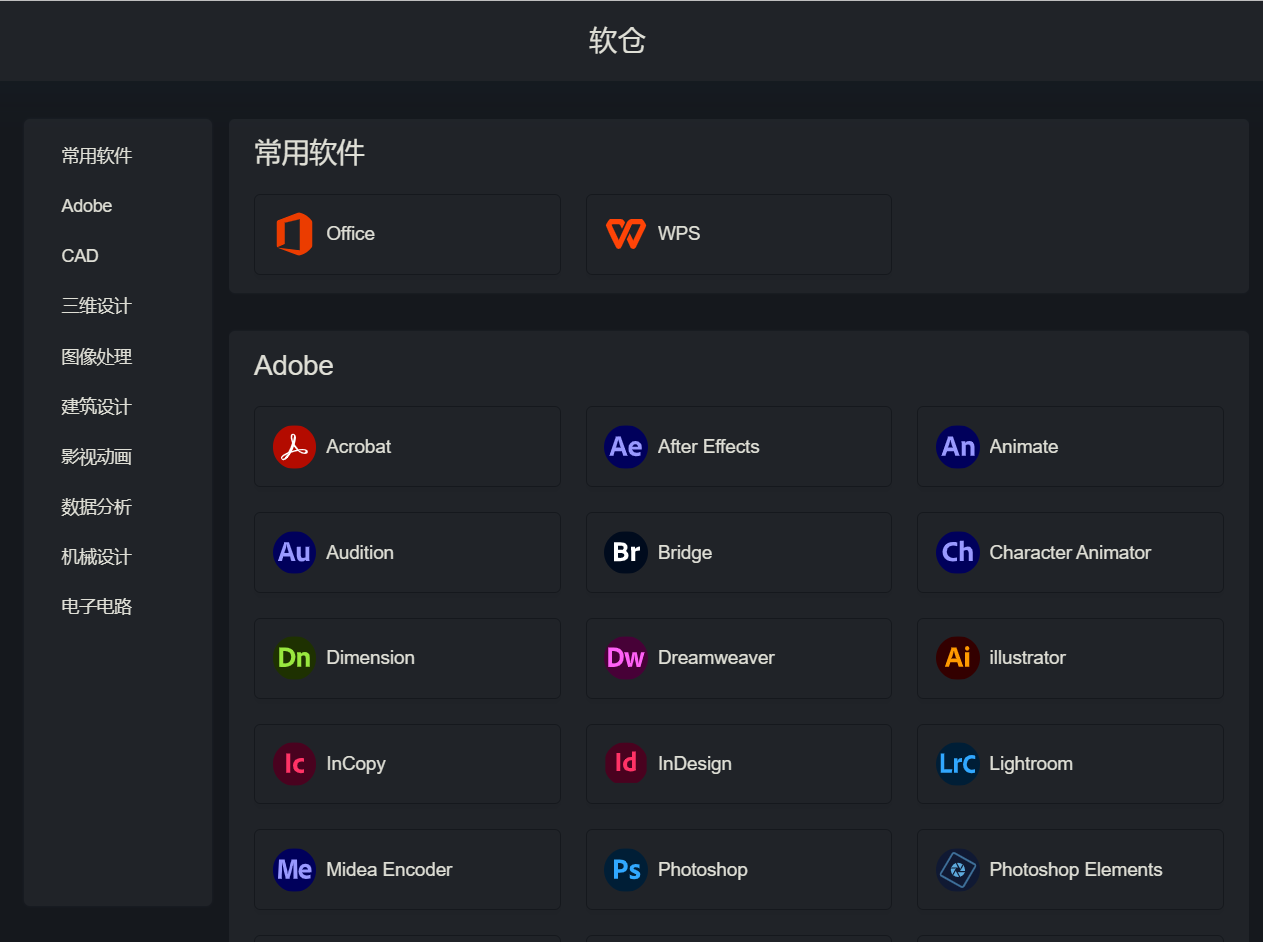 软仓
常用软件
Adobe
CAD
三维设计
图像处理
建筑设计
影视动画
数据分析
机械设计
电子电路
常用软件
Office
WPS
Adobe
Acrobat
Ae After Effects
An Animate
Au Audition
Br Bridge
Ch Character Animator
Dn Dimension
Dw Dreamweaver
Ai illustrator
Ic InCopy
Id InDesign
LrC Lightroom
Me Midea Encoder
Ps Photoshop
Photoshop Elements